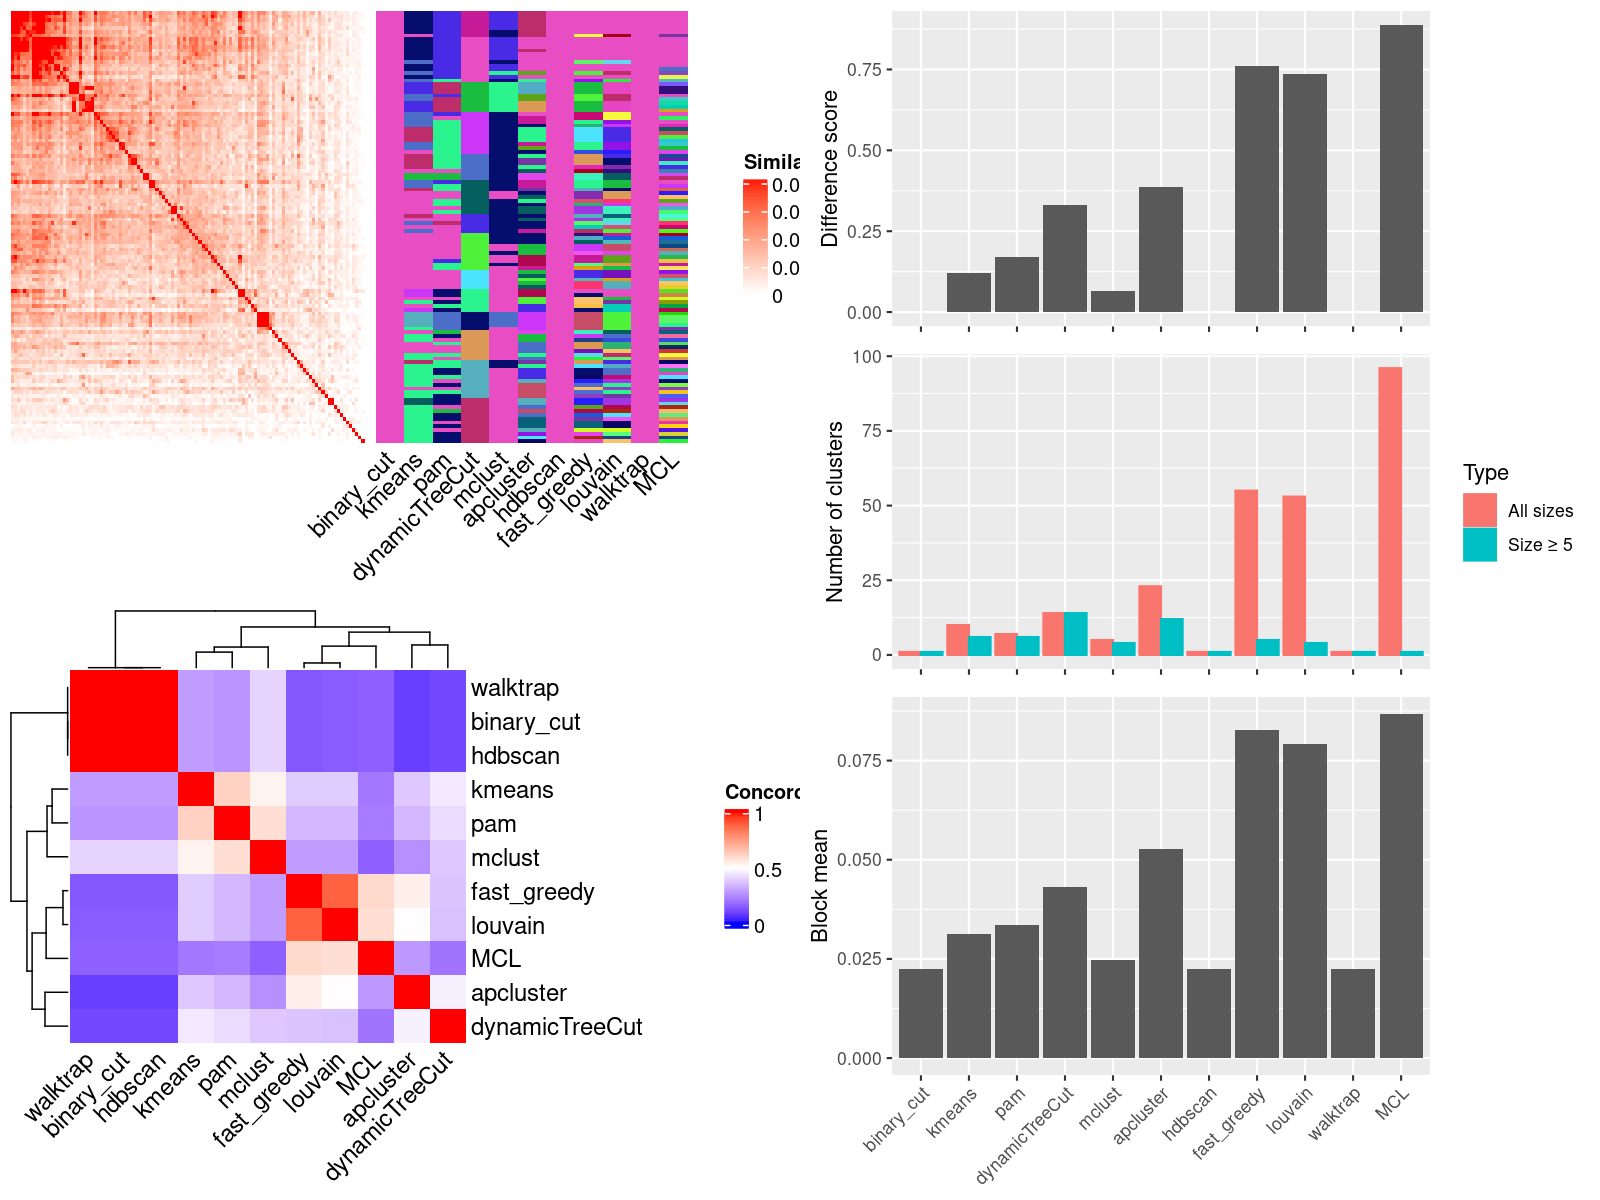 Simila
0.0
0.0
0.0
0.0
0
binary_cut
kmeans
pam
dynamicTreeCut
mclust
apcluster
hdbscan
fast_greedy
louvain
walktrap
MCL
walktrap
binary_cut
hdbscan
kmeans
pam
mclust
fast_greedy
louvain
MCL
apcluster
dynamicTreeCut
walktrap
binary_cut
hdbscan
kmeans
pam
mclust
fast_greedy
louvain
MCL
apcluster
dynamicTreeCut
Concord
1
0.5
0
Difference score
0.75
0.50
0.25
0.00
Number of clusters
100
75
50
25
0
Type
All sizes
Size ≥ 5
Block mean
0.075
0.050
0.025
0.000
binary_cut
kmeans
pam
dynamicTreeCut
mclust
apcluster
hdbscan
fast_greedy
louvain
walktrap
MCL